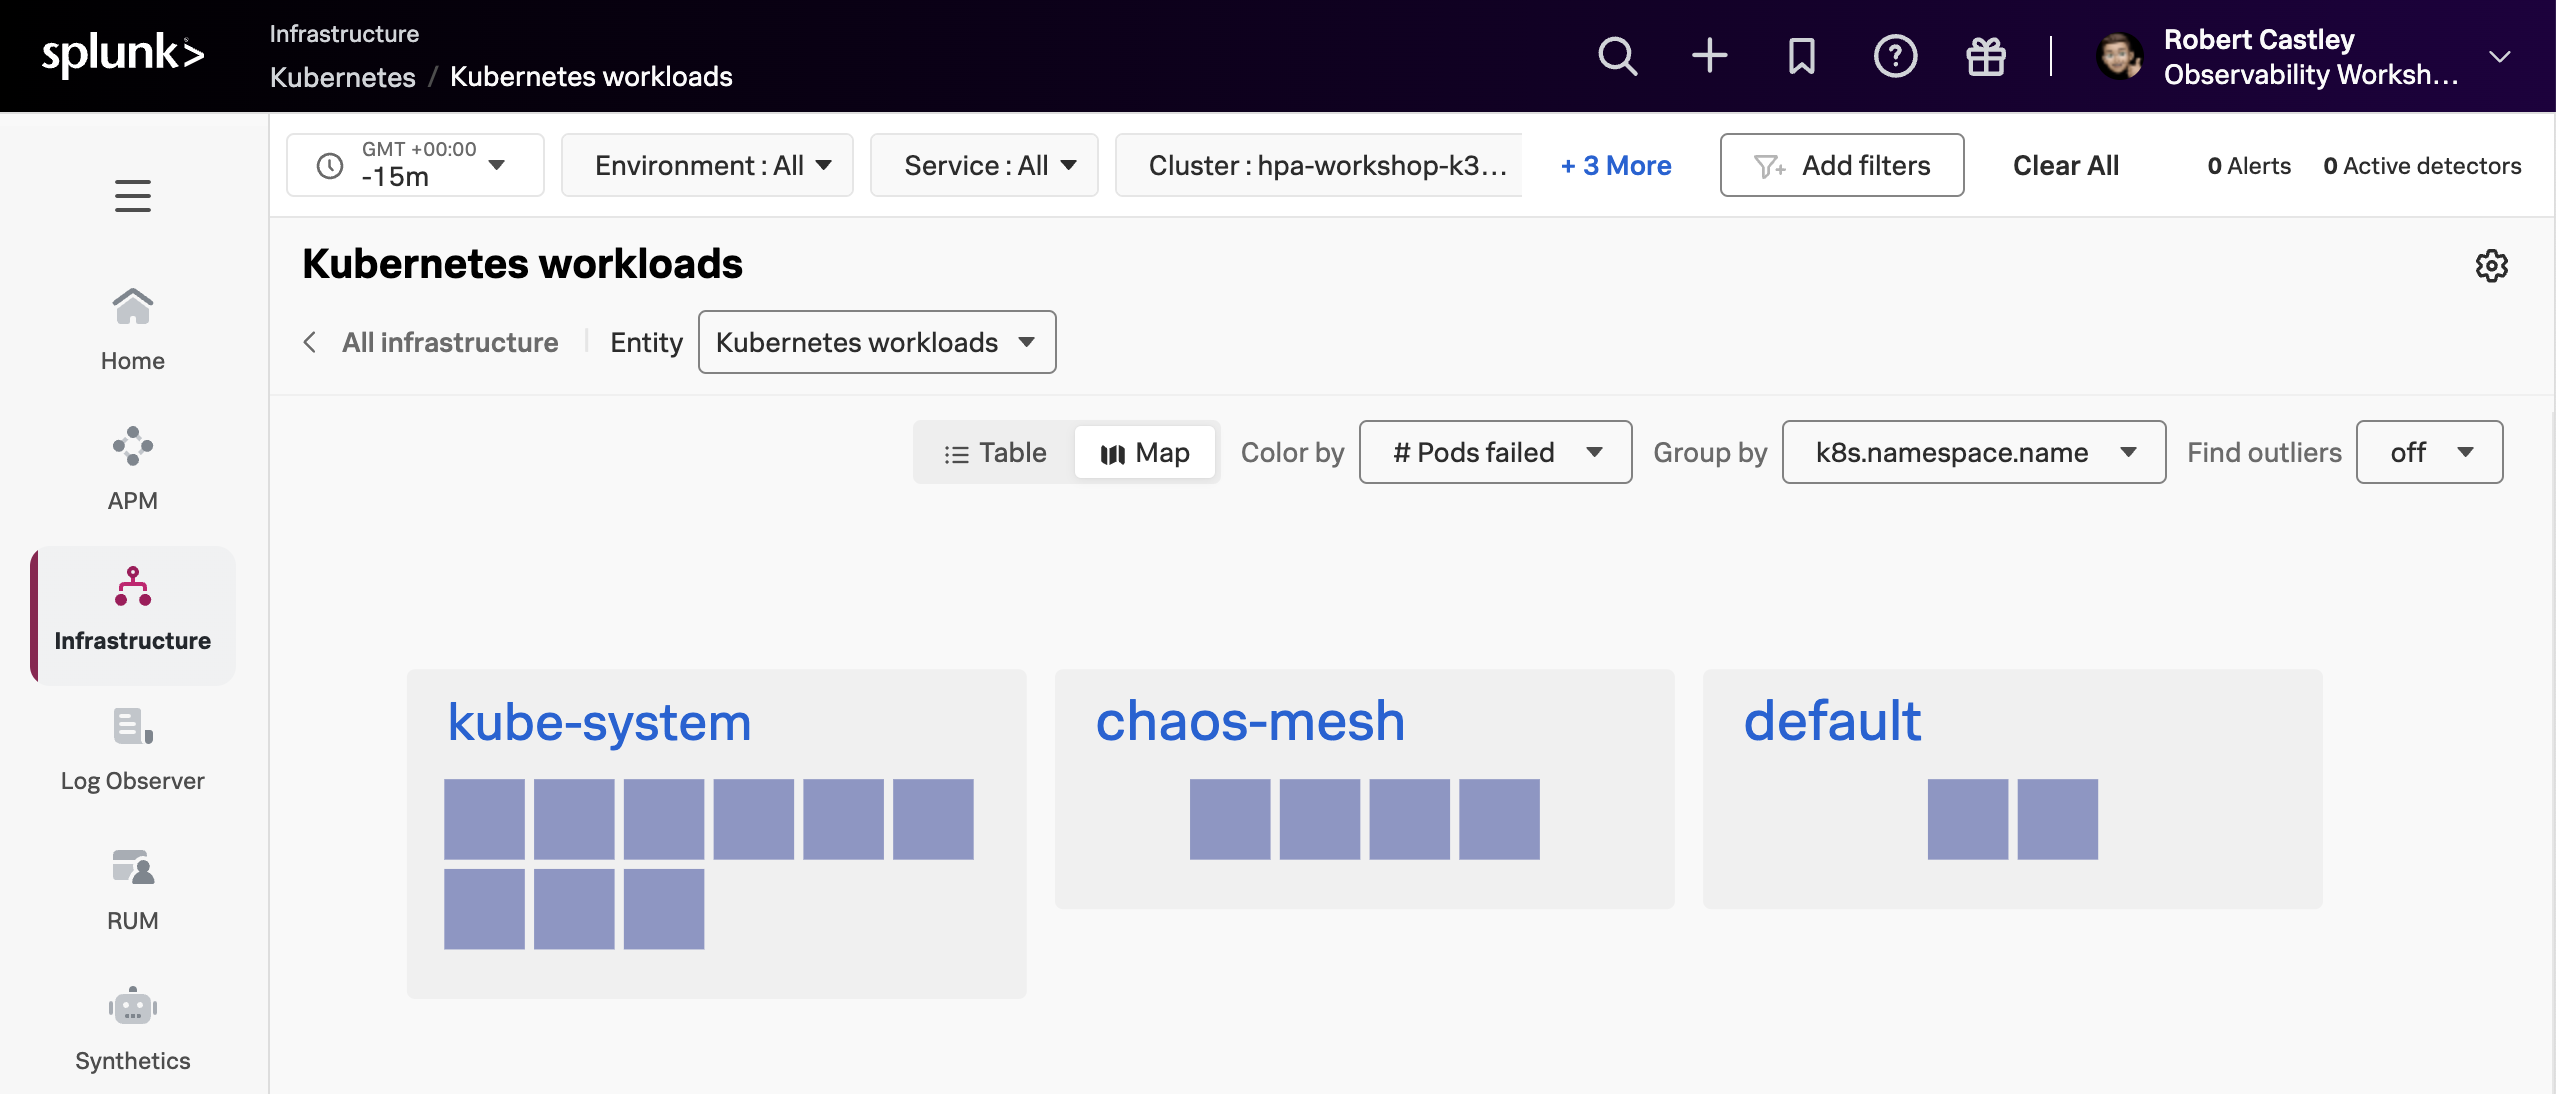 splunk>
Infrastructure
Kubernetes / Kubernetes workloads
Robert Castley
Observability Worksh...
GMT +00:00
-15m
Environment : All
Service : All
Cluster : hpa-workshop-k3...
+ 3 More
Add filters
Clear All
0 Alerts
0 Active detectors
Home
APM
Infrastructure
Log Observer
RUM
Synthetics
Kubernetes workloads
All infrastructure
Entity
Kubernetes workloads
Table
Map
Color by
# Pods failed
Group by
k8s.namespace.name
Find outliers
off
kube-system
chaos-mesh
default